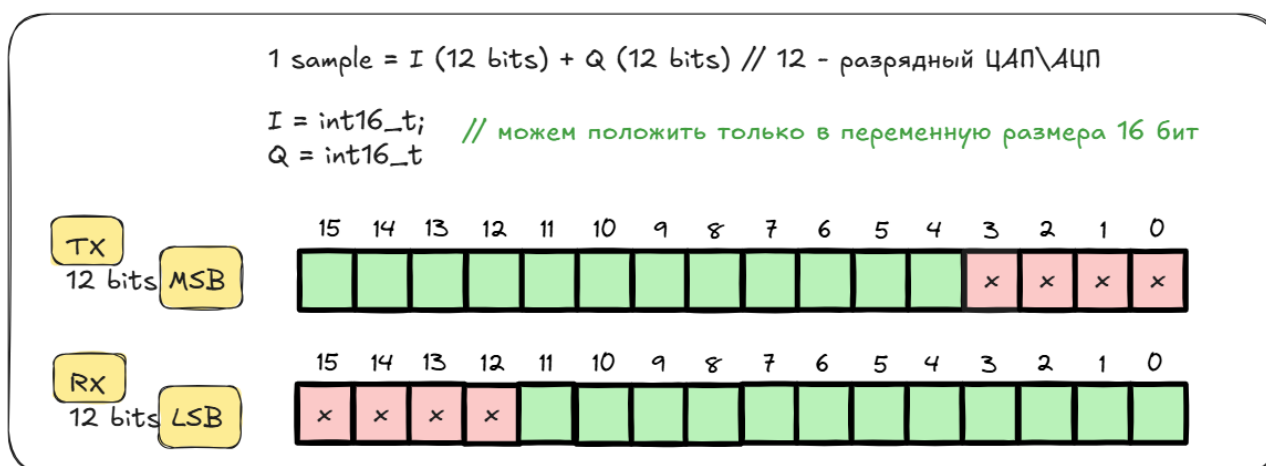 1 sample = I (12 bits) + Q (12 bits) // 12 - разрядный ЦАП\АЦП
I = int16_t;
// можем положить только в переменную размера 16 бит
Q = int16_t
15 14 13 12 11 10 9 8 7 6 5 4 3 2 1 0
TX
12 bits MSB
x x x x
15 14 13 12 11 10 9 8 7 6 5 4 3 2 1 0
Rx
12 bits LSB
x x x x